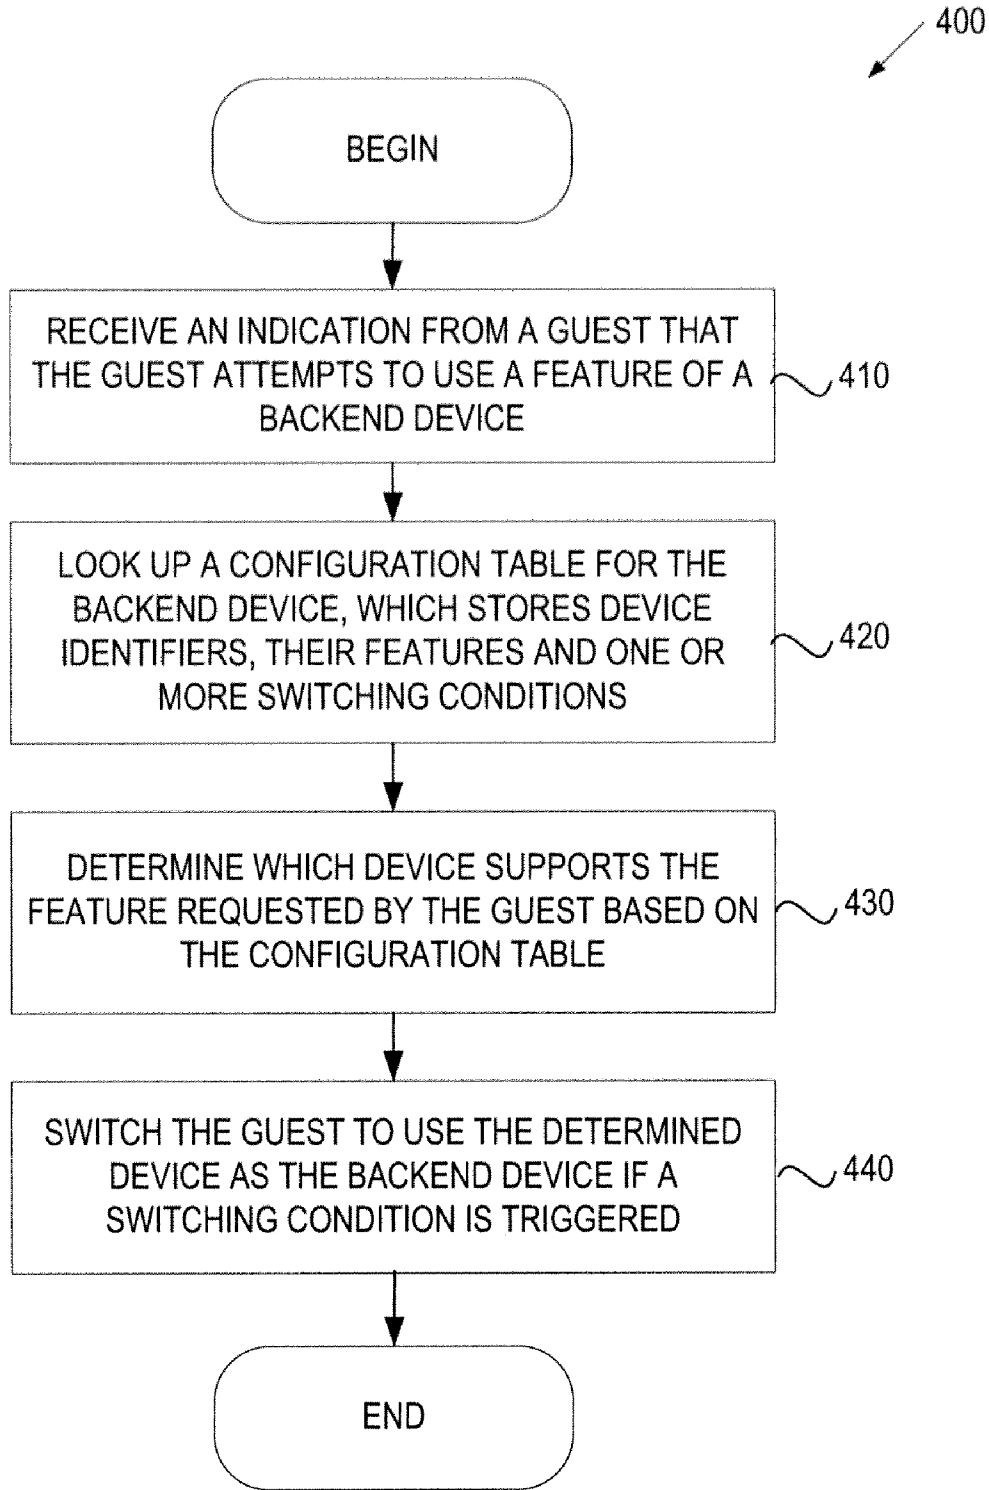 400
BEGIN
RECEIVE AN INDICATION FROM A GUEST THAT
THE GUEST ATTEMPTS TO USE A FEATURE OF A
BACKEND DEVICE
410
LOOK UP A CONFIGURATION TABLE FOR THE
BACKEND DEVICE, WHICH STORES DEVICE
IDENTIFIERS, THEIR FEATURES AND ONE OR
MORE SWITCHING CONDITIONS
420
DETERMINE WHICH DEVICE SUPPORTS THE
FEATURE REQUESTED BY THE GUEST BASED ON
THE CONFIGURATION TABLE
430
SWITCH THE GUEST TO USE THE DETERMINED
DEVICE AS THE BACKEND DEVICE IF A
SWITCHING CONDITION IS TRIGGERED
440
END